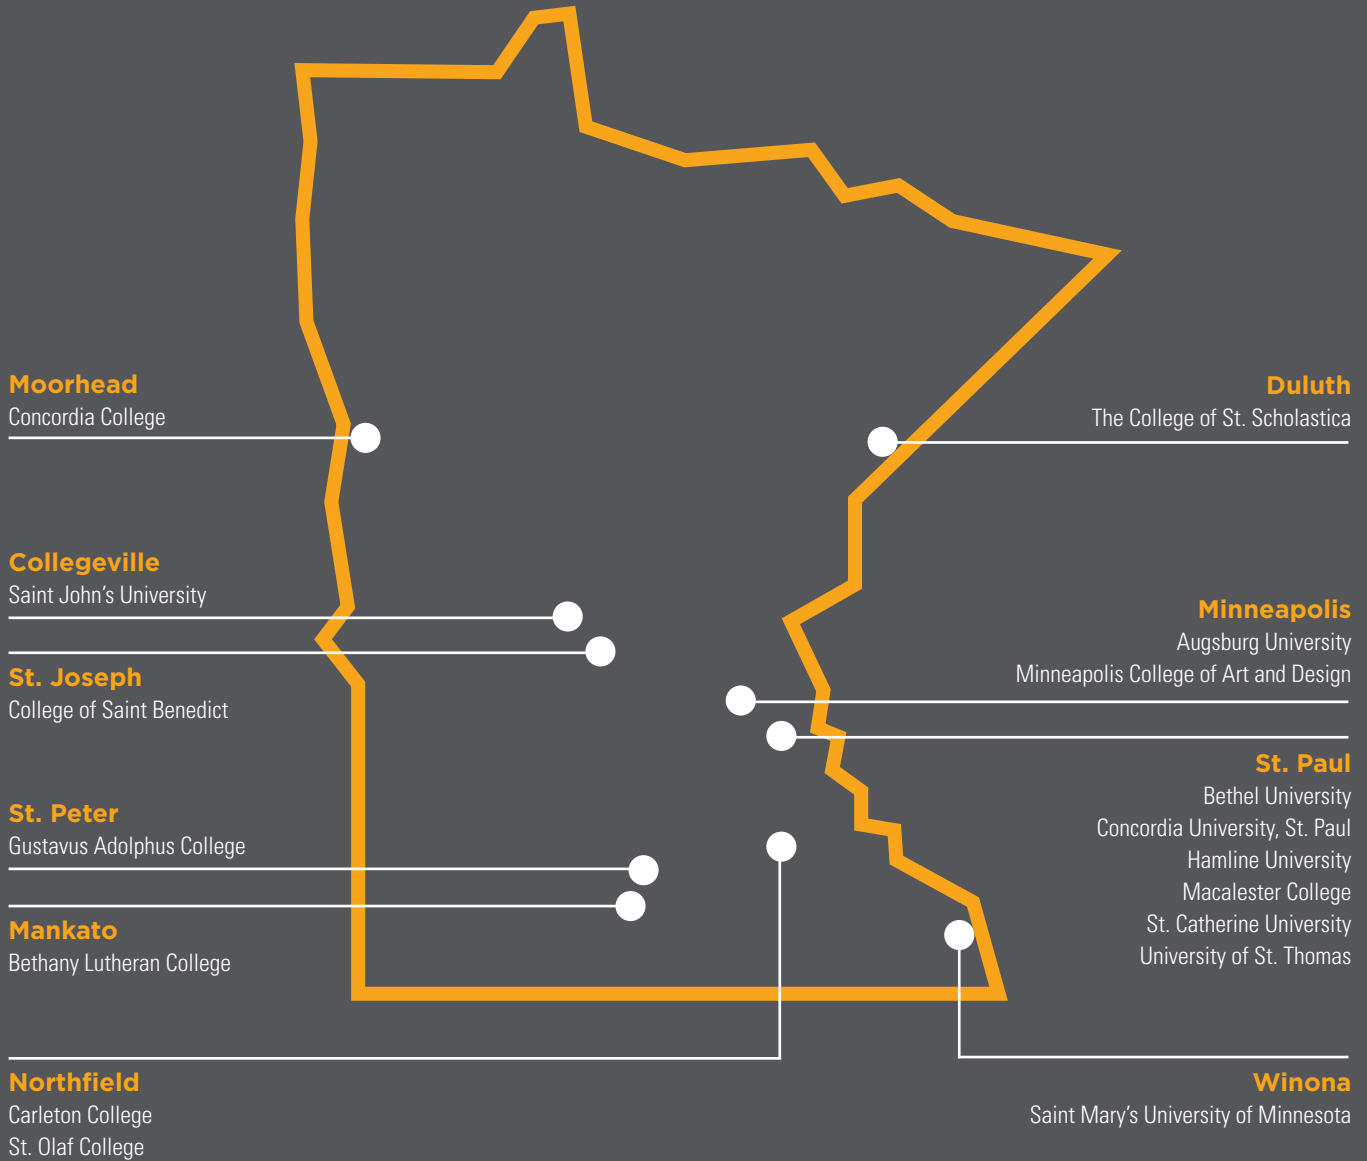 Moorhead
Concordia College
Collegeville
Saint John's University
St. Joseph
College of Saint Benedict
St. Peter
Gustavus Adolphus College
Mankato
Bethany Lutheran College
Northfield
Carleton College
St. Olaf College
Duluth
The College of St. Scholastica
Minneapolis
Augsburg University
Minneapolis College of Art and Design
St. Paul
Bethel University
Concordia University, St. Paul
Hamline University
Macalester College
St. Catherine University
University of St. Thomas
Winona
Saint Mary's University of Minnesota